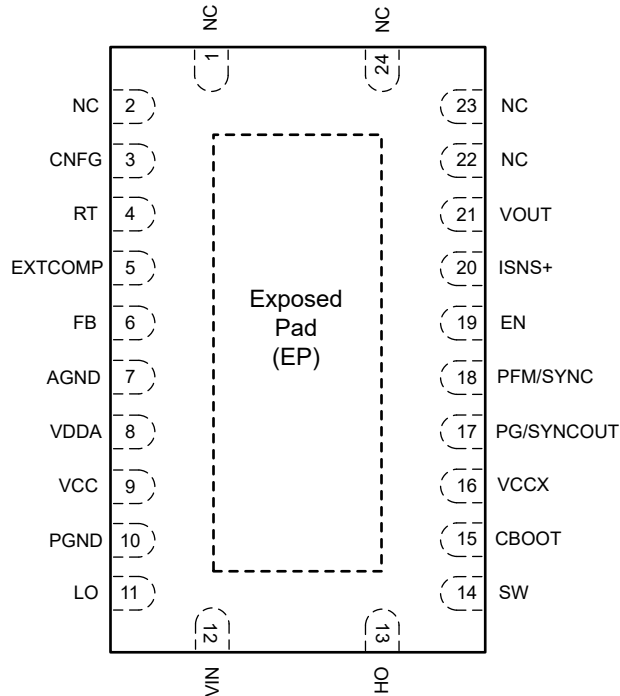 NC
NC
1
24
NC 2
23 NC
CNFG 3
22 NC
RT 4
21 VOUT
EXTCOMP 5
20 ISNS+
FB 6
19 EN
AGND 7
18 PFM/SYNC
VDDA 8
17 PG/SYNCOUT
VCC 9
16 VCCX
PGND 10
15 CBOOT
LO 11
14 SW
Exposed
Pad
(EP)
12
13
VIN
HO